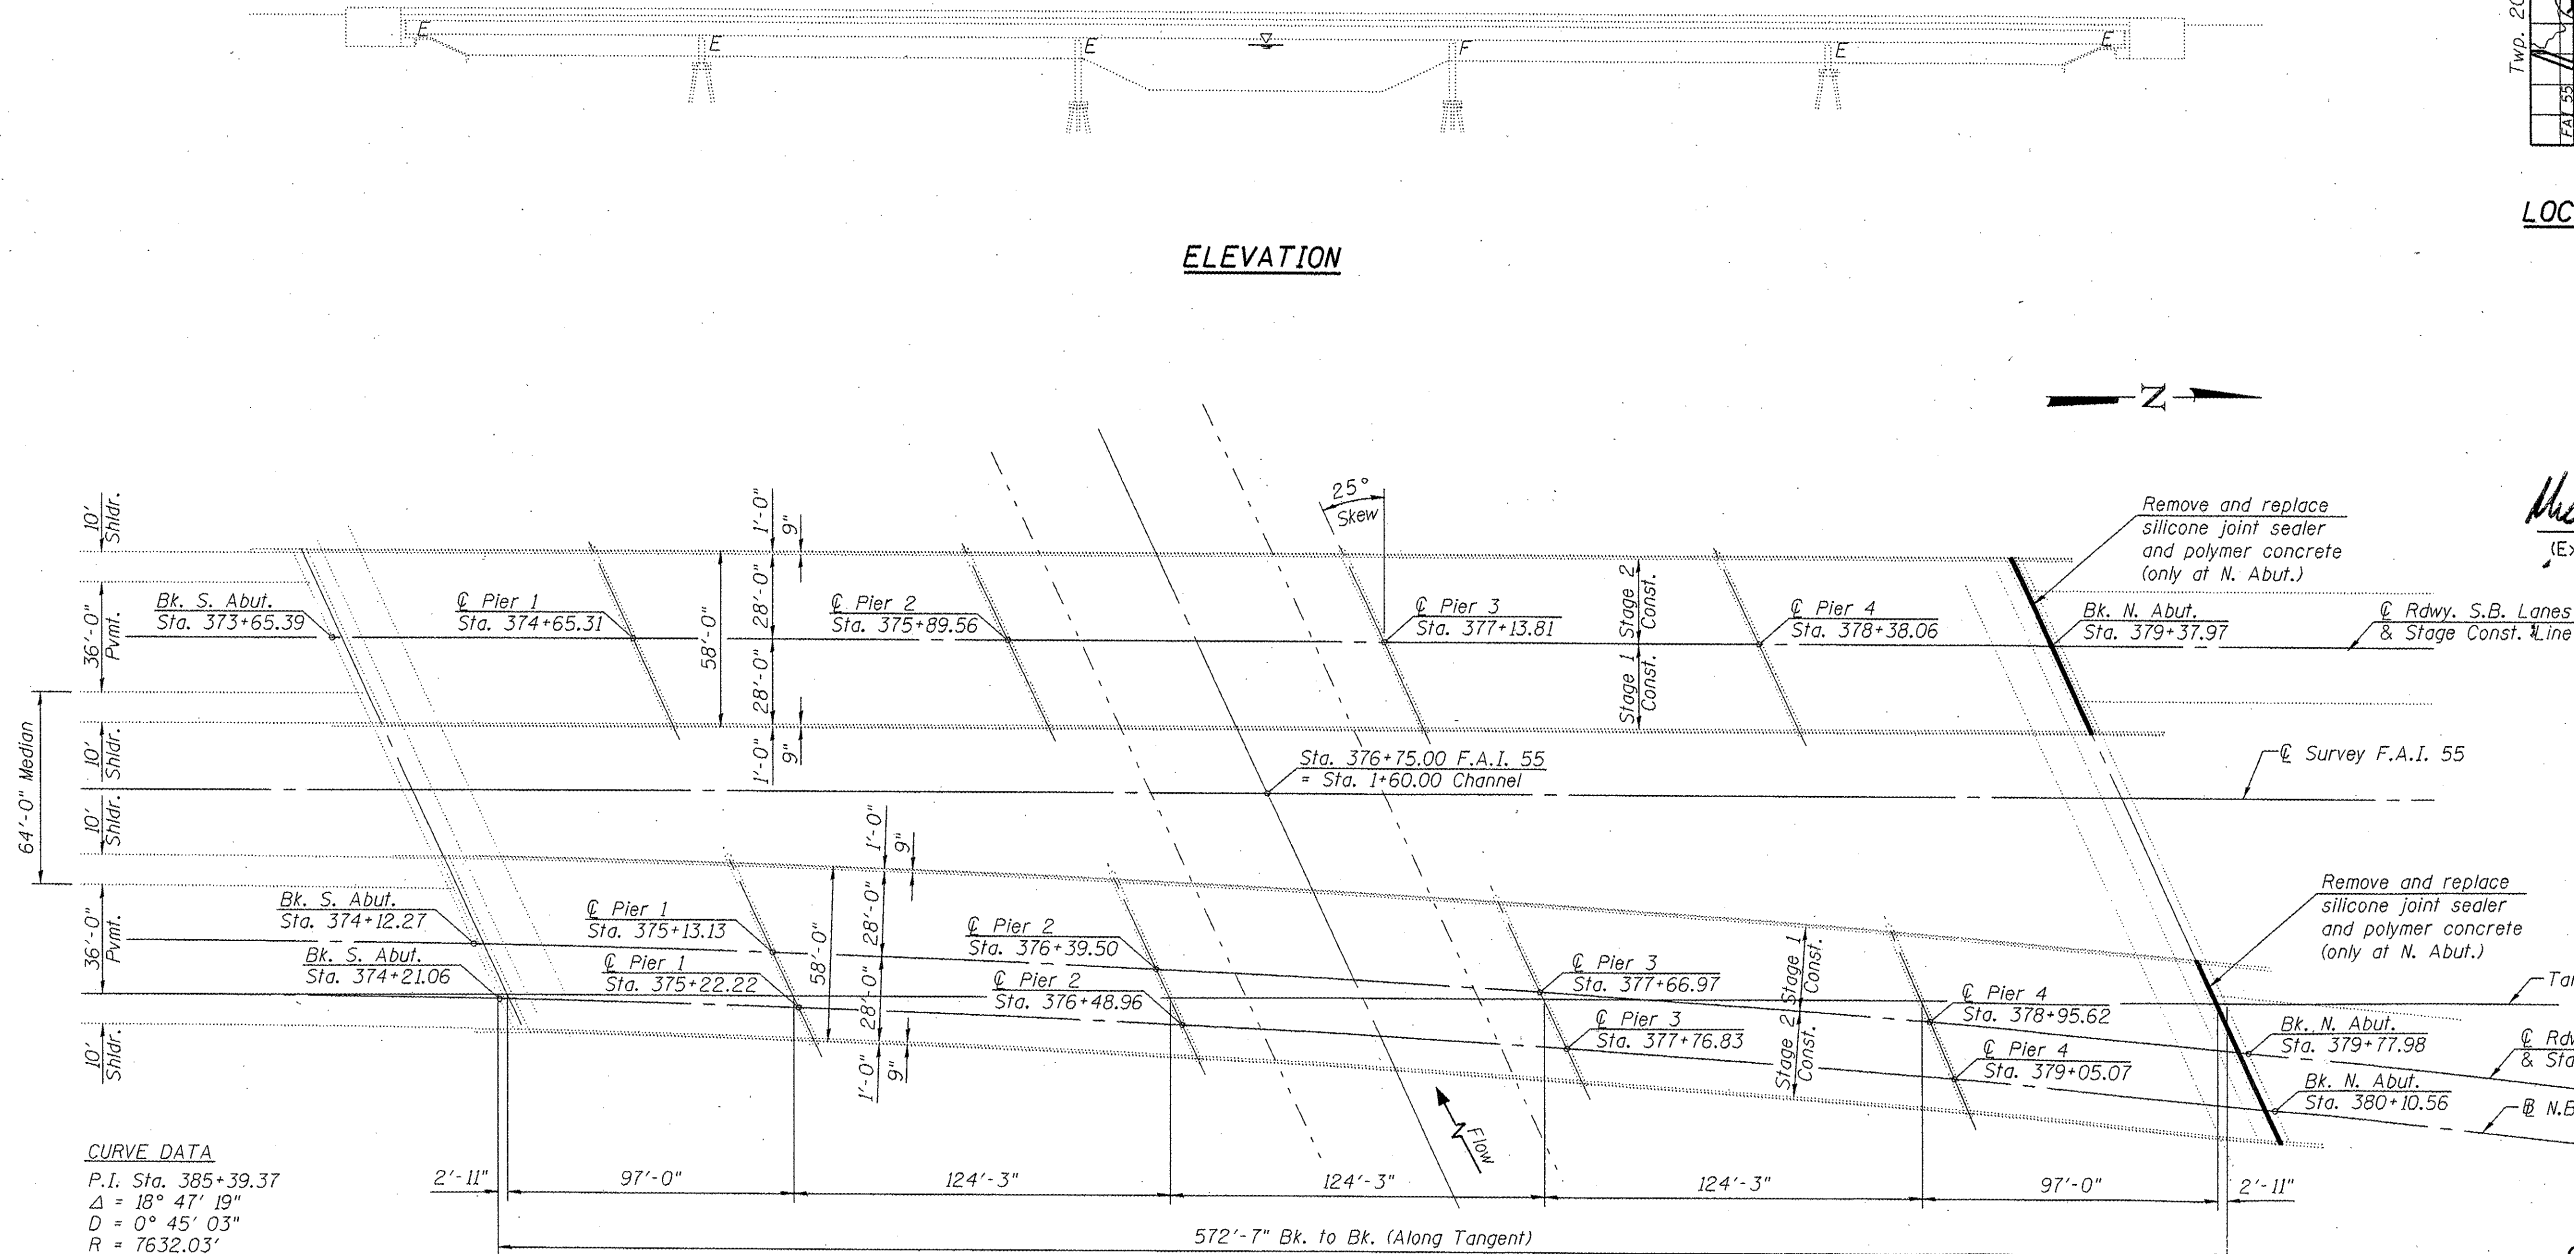 E
E
E
F
E
E
Twp. 20
FAI 55
LOC
ELEVATION
N
10' Shldr.
36'-0" Pvmt.
10' Shldr.
64'-0" Median
10' Shldr.
36'-0" Pvmt.
10' Shldr.
1'-0"
9"
28'-0"
58'-0"
28'-0"
1'-0"
9"
25°
Skew
Stage 2 Const.
Stage 1 Const.
Remove and replace
silicone joint sealer
and polymer concrete
(only at N. Abut.)
Bk. S. Abut.
Sta. 373+65.39
℄ Pier 1
Sta. 374+65.31
℄ Pier 2
Sta. 375+89.56
℄ Pier 3
Sta. 377+13.81
℄ Pier 4
Sta. 378+38.06
Bk. N. Abut.
Sta. 379+37.97
℄ Rdwy. S.B. Lanes
& Stage Const. Line
Sta. 376+75.00 F.A.I. 55
= Sta. 1+60.00 Channel
℄ Survey F.A.I. 55
1'-0"
9"
28'-0"
58'-0"
28'-0"
1'-0"
9"
Bk. S. Abut.
Sta. 374+12.27
℄ Pier 1
Sta. 375+13.13
℄ Pier 2
Sta. 376+39.50
℄ Pier 3
Sta. 377+66.97
℄ Pier 4
Sta. 378+95.62
Bk. N. Abut.
Sta. 379+77.98
Bk. S. Abut.
Sta. 374+21.06
℄ Pier 1
Sta. 375+22.22
℄ Pier 2
Sta. 376+48.96
℄ Pier 3
Sta. 377+76.83
℄ Pier 4
Sta. 379+05.07
Bk. N. Abut.
Sta. 380+10.56
Stage 1 Const.
Stage 2 Const.
Remove and replace
silicone joint sealer
and polymer concrete
(only at N. Abut.)
Tan
℄ Rdw
& Sta
N.B
Flow
CURVE DATA
P.I. Sta. 385+39.37
Δ = 18° 47' 19"
D = 0° 45' 03"
R = 7632.03'
2'-11"
97'-0"
124'-3"
124'-3"
124'-3"
97'-0"
2'-11"
572'-7" Bk. to Bk. (Along Tangent)